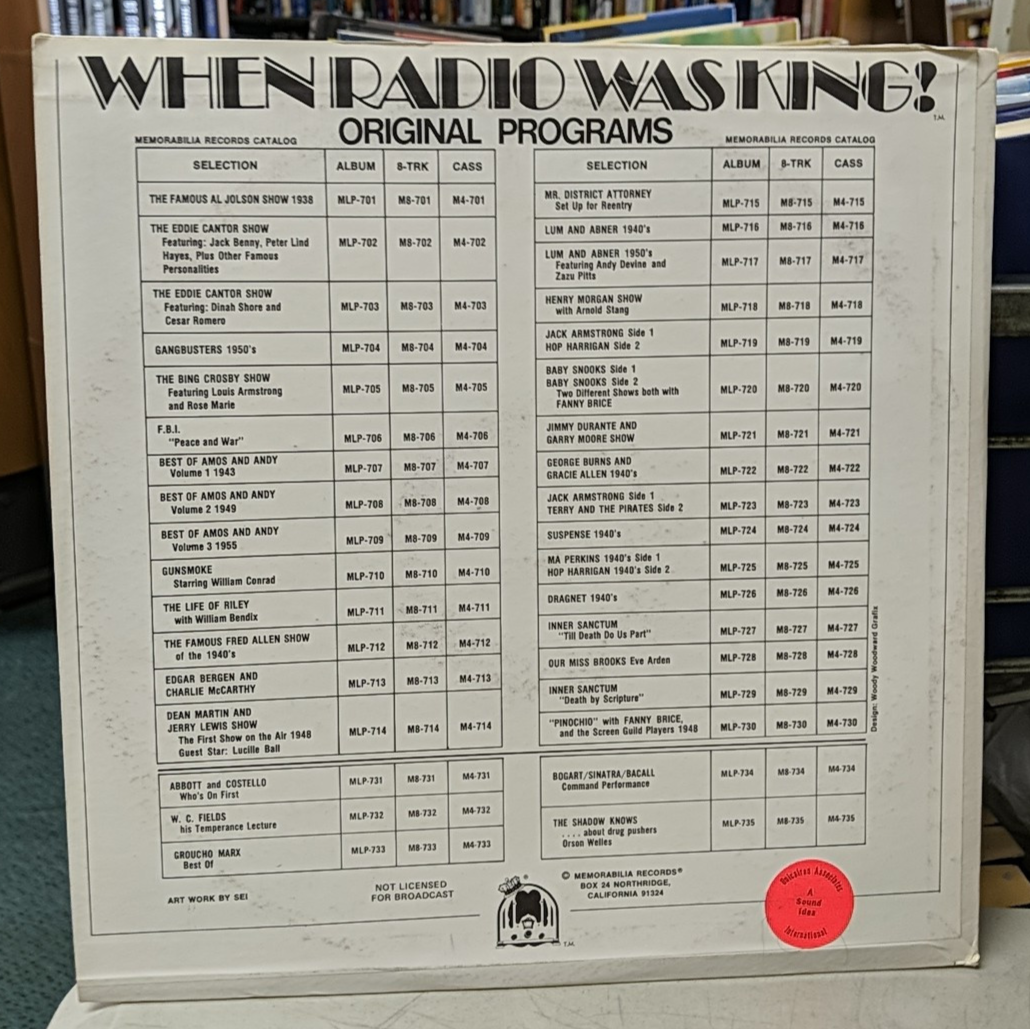 WHEN RADIO WAS KING!
T.M.
ORIGINAL PROGRAMS
MEMORABILIA RECORDS CATALOG
SELECTION ALBUM 8-TRK CASS
THE FAMOUS AL JOLSON SHOW 1938 MLP-701 M8-701 M4-701
THE EDDIE CANTOR SHOW
Featuring: Jack Benny, Peter Lind MLP-702 M8-702 M4-702
Hayes, Plus Other Famous
Personalities
THE EDDIE CANTOR SHOW
Featuring: Dinah Shore and MLP-703 M8-703 M4-703
Cesar Romero
GANGBUSTERS 1950's MLP-704 M8-704 M4-704
THE BING CROSBY SHOW
Featuring Louis Armstrong MLP-705 M8-705 M4-705
and Rose Marie
F.B.I.
"Peace and War" MLP-706 M8-706 M4-706
BEST OF AMOS AND ANDY
Volume 1 1943 MLP-707 M8-707 M4-707
BEST OF AMOS AND ANDY
Volume 2 1949 MLP-708 M8-708 M4-708
BEST OF AMOS AND ANDY
Volume 3 1955 MLP-709 M8-709 M4-709
GUNSMOKE
Starring William Conrad MLP-710 M8-710 M4-710
THE LIFE OF RILEY
with William Bendix MLP-711 M8-711 M4-711
THE FAMOUS FRED ALLEN SHOW
of the 1940's MLP-712 M8-712 M4-712
EDGAR BERGEN AND
CHARLIE McCARTHY MLP-713 M8-713 M4-713
DEAN MARTIN AND
JERRY LEWIS SHOW MLP-714 M8-714 M4-714
The First Show on the Air 1948
Guest Star: Lucille Ball
ABBOTT and COSTELLO MLP-731 M8-731 M4-731
Who's On First
W. C. FIELDS MLP-732 M8-732 M4-732
his Temperance Lecture
GROUCHO MARX MLP-733 M8-733 M4-733
Best Of
MEMORABILIA RECORDS CATALOG
SELECTION ALBUM 8-TRK CASS
MR. DISTRICT ATTORNEY
Set Up for Reentry MLP-715 M8-715 M4-715
LUM AND ABNER 1940's MLP-716 M8-716 M4-716
LUM AND ABNER 1950's
Featuring Andy Devine and MLP-717 M8-717 M4-717
Zazu Pitts
HENRY MORGAN SHOW
with Arnold Stang MLP-718 M8-718 M4-718
JACK ARMSTRONG Side 1
HOP HARRIGAN Side 2 MLP-719 M8-719 M4-719
BABY SNOOKS Side 1
BABY SNOOKS Side 2 MLP-720 M8-720 M4-720
Two Different Shows both with
FANNY BRICE
JIMMY DURANTE AND
GARRY MOORE SHOW MLP-721 M8-721 M4-721
GEORGE BURNS AND
GRACIE ALLEN 1940's MLP-722 M8-722 M4-722
JACK ARMSTRONG Side 1
TERRY AND THE PIRATES Side 2 MLP-723 M8-723 M4-723
SUSPENSE 1940's MLP-724 M8-724 M4-724
MA PERKINS 1940's Side 1
HOP HARRIGAN 1940's Side 2 MLP-725 M8-725 M4-725
DRAGNET 1940's MLP-726 M8-726 M4-726
INNER SANCTUM
"Till Death Do Us Part" MLP-727 M8-727 M4-727
OUR MISS BROOKS Eve Arden MLP-728 M8-728 M4-728
INNER SANCTUM
"Death by Scripture" MLP-729 M8-729 M4-729
"PINOCHIO" with FANNY BRICE,
and the Screen Guild Players 1948 MLP-730 M8-730 M4-730
BOGART/SINATRA/BACALL MLP-734 M8-734 M4-734
Command Performance
THE SHADOW KNOWS MLP-735 M8-735 M4-735
. . . . about drug pushers
Orson Welles
Design: Woody Woodward Grafix
ART WORK BY SEI
NOT LICENSED
FOR BROADCAST
®
T.M.
© MEMORABILIA RECORDS®
BOX 24 NORTHRIDGE,
CALIFORNIA 91324
Associates
A
Sound
Idea
International